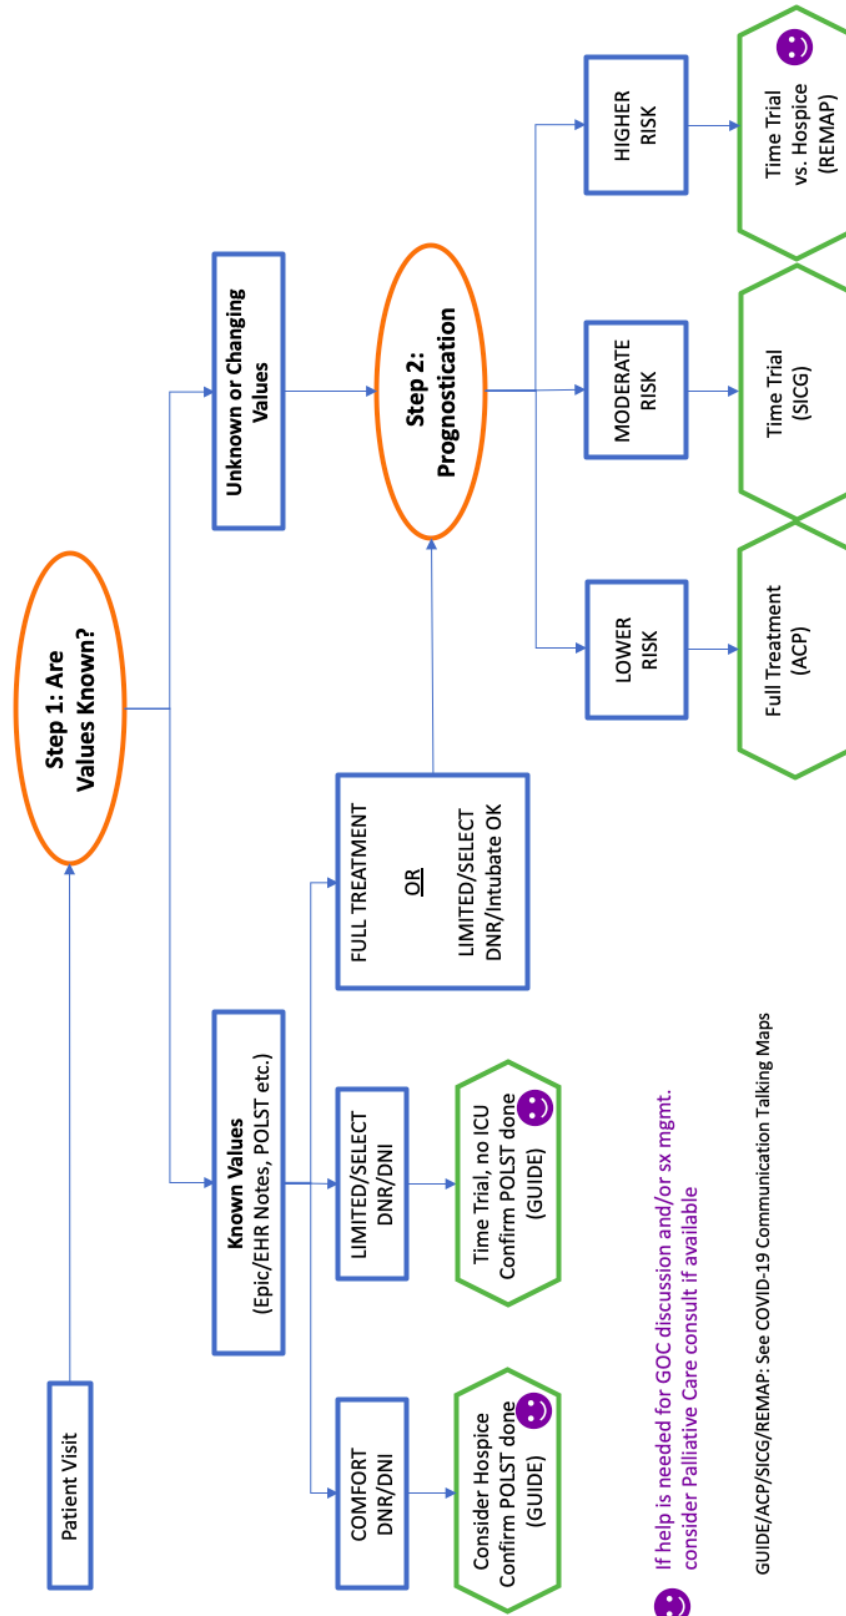 Patient Visit
Step 1: Are
Values Known?
Known Values
(Epic/EHR Notes, POLST etc.)
Unknown or Changing
Values
COMFORT
DNR/DNI
LIMITED/SELECT
DNR/DNI
FULL TREATMENT
OR
LIMITED/SELECT
DNR/Intubate OK
Step 2:
Prognostication
Consider Hospice
Confirm POLST done
(GUIDE)
Time Trial, no ICU
Confirm POLST done
(GUIDE)
LOWER
RISK
MODERATE
RISK
HIGHER
RISK
Full Treatment
(ACP)
Time Trial
(SICG)
Time Trial
vs. Hospice
(REMAP)
If help is needed for GOC discussion and/or sx mgmt.
consider Palliative Care consult if available
GUIDE/ACP/SICG/REMAP: See COVID-19 Communication Talking Maps